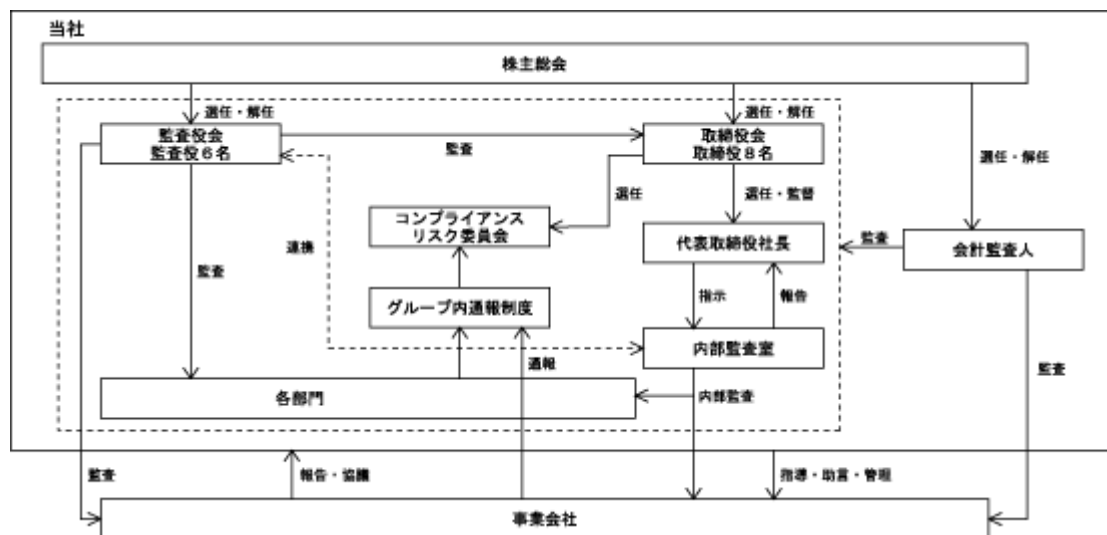 当社
株主総会
選任・解任
選任・解任
監査役会
監査役6名
監査
取締役会
取締役8名
選任・解任
選任
選任・監督
コンプライアンス
リスク委員会
代表取締役社長
監査
会計監査人
連携
監査
指示
報告
グループ内通報制度
内部監査室
通報
監査
各部門
内部監査
監査
報告・協議
指導・助言・管理
事業会社